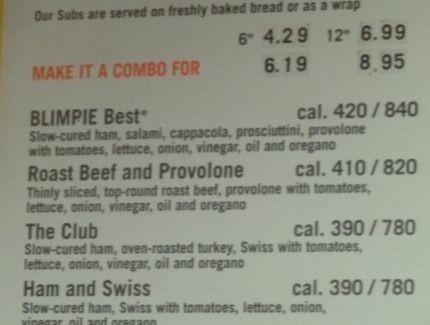 Our Subs are served on freshly baked bread or as a wrap
6" 4.29 12" 6.99
MAKE IT A COMBO FOR 6.19 8.95
BLIMPIE Best® cal. 420 / 840
Slow-cured ham, salami, cappacola, prosciuttini, provolone
with tomatoes, lettuce, onion, vinegar, oil and oregano
Roast Beef and Provolone cal. 410 / 820
Thinly sliced, top-round roast beef, provolone with tomatoes,
lettuce, onion, vinegar, oil and oregano
The Club cal. 390 / 780
Slow-cured ham, oven-roasted turkey, Swiss with tomatoes,
lettuce, onion, vinegar, oil and oregano
Ham and Swiss cal. 390 / 780
Slow-cured ham, Swiss with tomatoes, lettuce, onion,
vinegar, oil and oregano